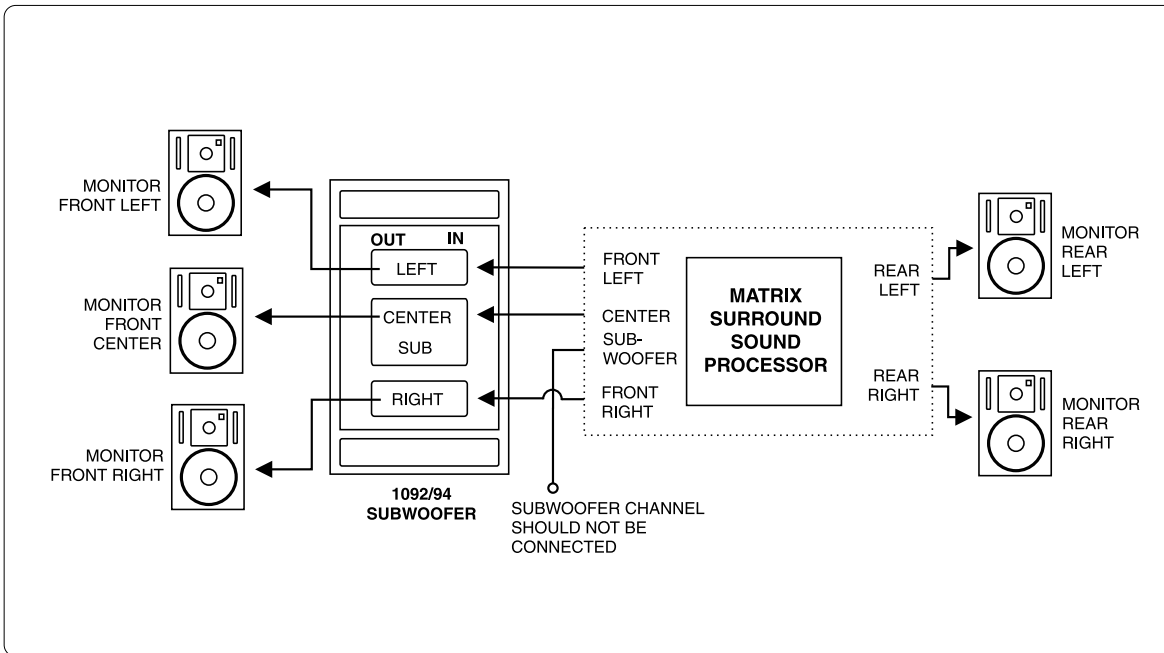 MONITOR
FRONT LEFT
MONITOR
FRONT
CENTER
MONITOR
FRONT RIGHT
OUT IN
LEFT
CENTER
SUB
RIGHT
1092/94
SUBWOOFER
FRONT
LEFT
CENTER
SUB-
WOOFER
FRONT
RIGHT
SUBWOOFER CHANNEL
SHOULD NOT BE
CONNECTED
MATRIX
SURROUND
SOUND
PROCESSOR
REAR
LEFT
REAR
RIGHT
MONITOR
REAR
LEFT
MONITOR
REAR
RIGHT